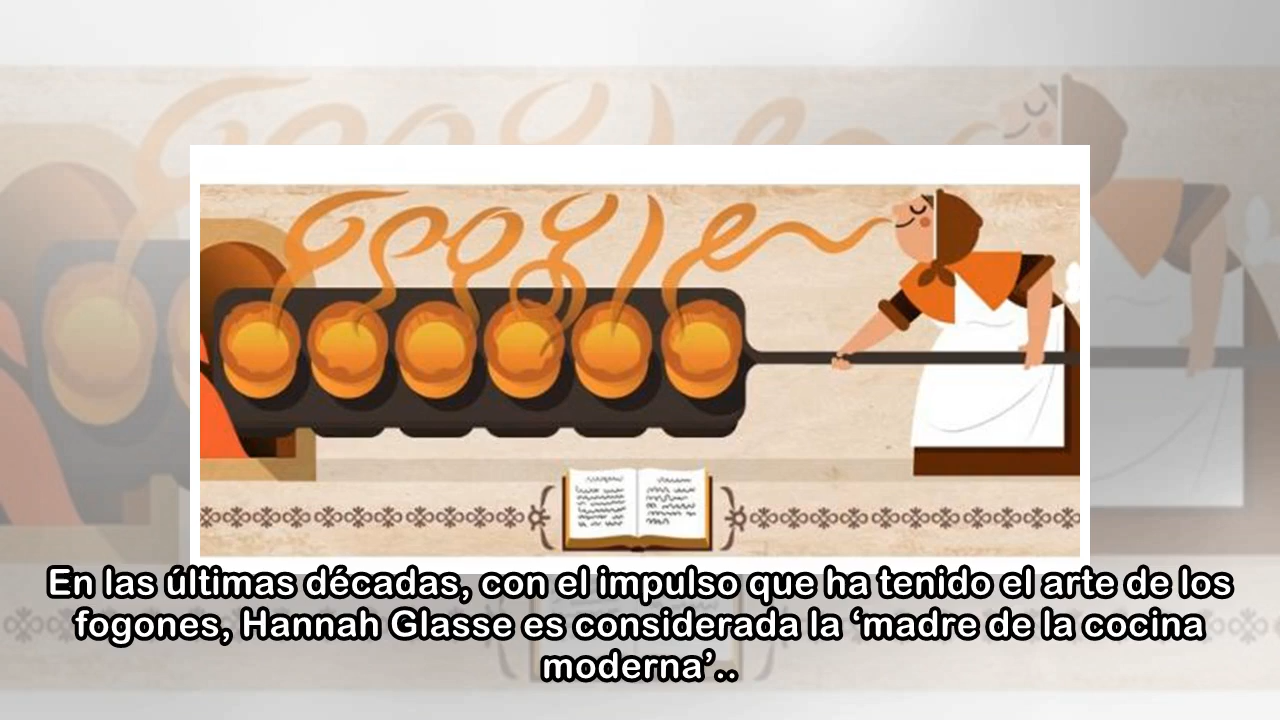 Google
En las últimas décadas, con el impulso que ha tenido el arte de los
fogones, Hannah Glasse es considerada la ‘madre de la cocina
moderna’..